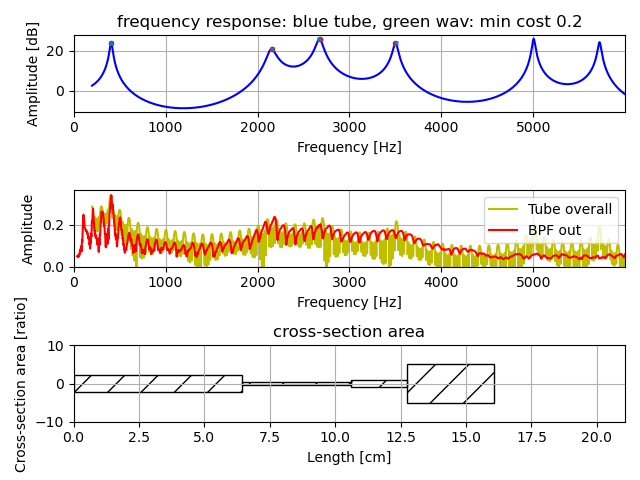 frequency response: blue tube, green wav: min cost 0.2
Amplitude [dB]
20
0
0 1000 2000 3000 4000 5000
Frequency [Hz]
Amplitude
0.2
0.0
Tube overall
BPF out
0 1000 2000 3000 4000 5000
Frequency [Hz]
cross-section area
Cross-section area [ratio]
10
0
−10
0.0 2.5 5.0 7.5 10.0 12.5 15.0 17.5 20.0
Length [cm]